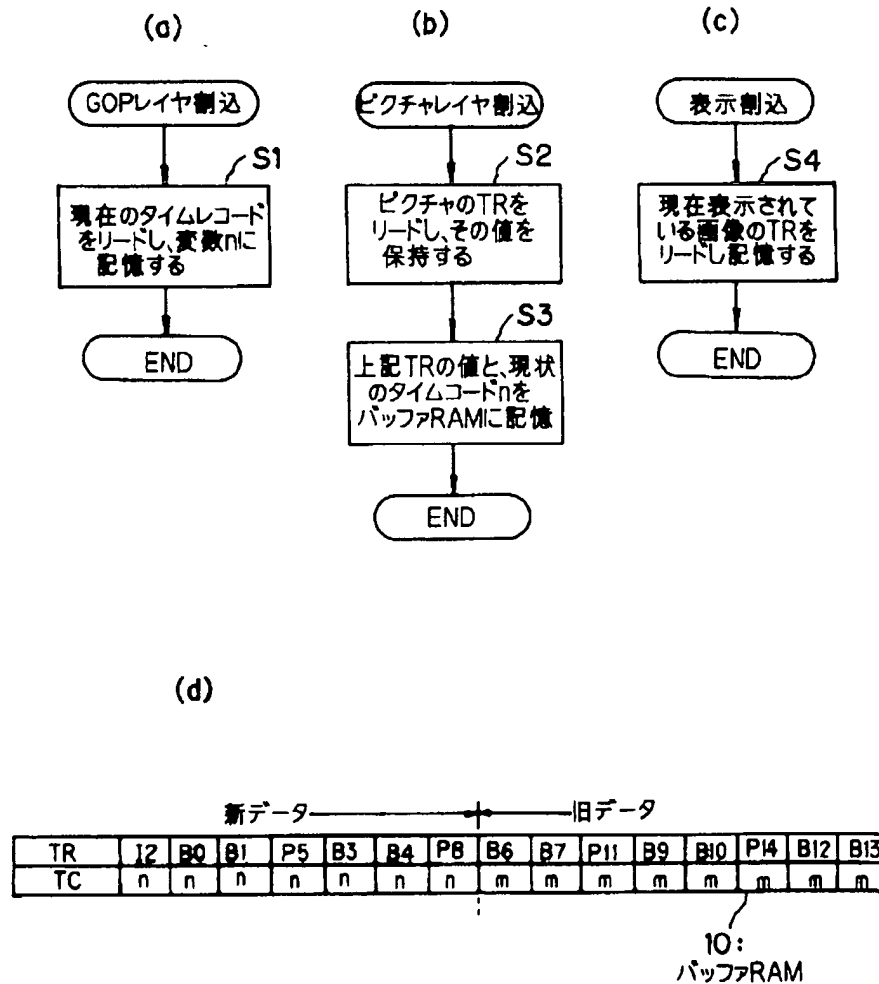 (a)
GOPレイヤ割込
S1
現在のタイムレコード
をリードし、変数nに
記憶する
END
(b)
ピクチャレイヤ割込
S2
ピクチャのTRを
リードし、その値を
保持する
S3
上記TRの値と、現状
のタイムコードnを
バッファRAMに記憶
END
(c)
表示割込
S4
現在表示されて
いる画像のTRを
リードし記憶する
END
(d)
新データ 旧データ
TR I2 B0 B1 P5 B3 B4 P8 B6 B7 P11 B9 B10 P14 B12 B13
TC n n n n n n n m m m m m m m m
10:
バッファRAM